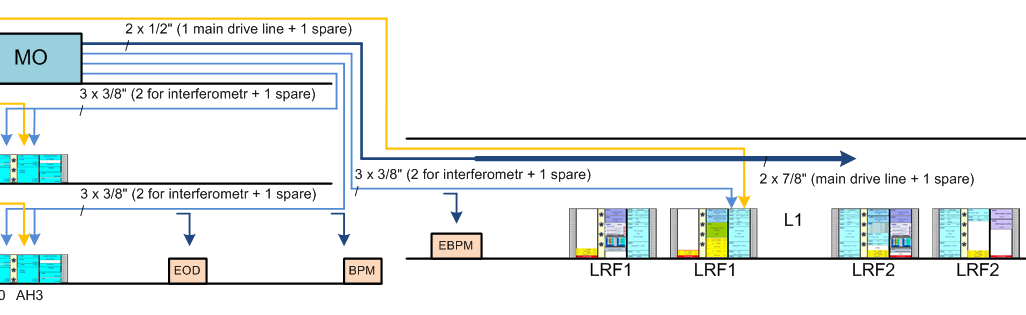 2 x 1/2" (1 main drive line + 1 spare)
MO
3 x 3/8" (2 for interferometr + 1 spare)
3 x 3/8" (2 for interferometr + 1 spare)
2 x 7/8" (main drive line + 1 spare)
3 x 3/8" (2 for interferometr + 1 spare)
L1
EBPM
EOD
BPM
LRF1
LRF1
LRF2
LRF2
0 AH3